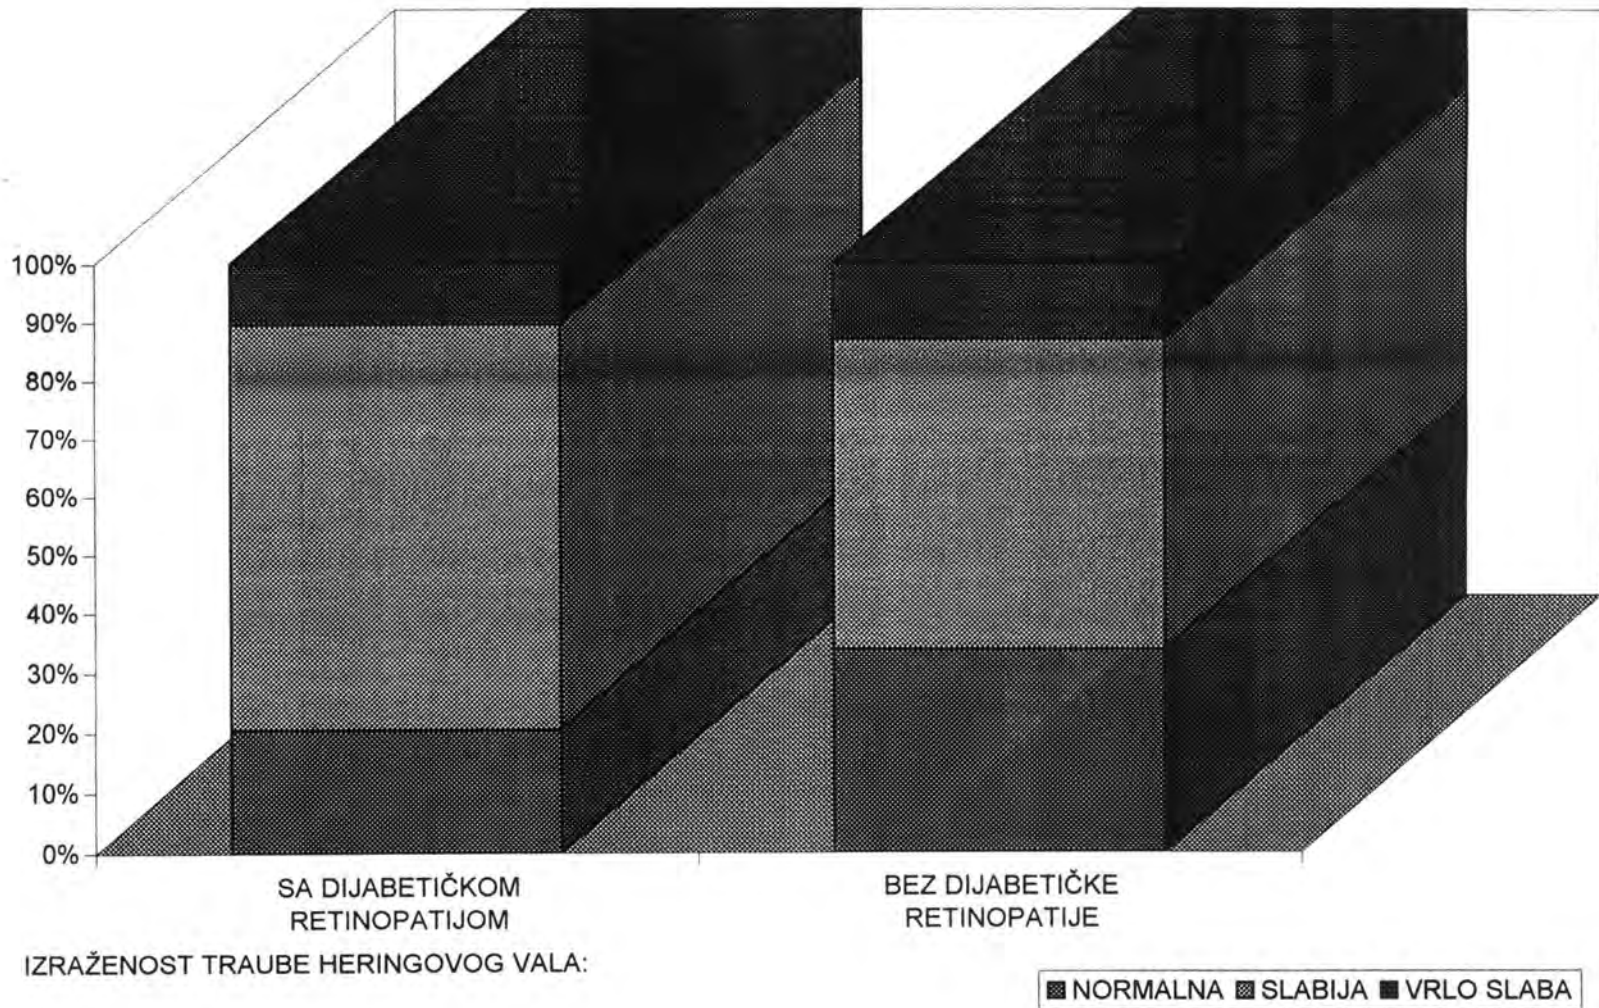 100%
90%
80%
70%
60%
50%
40%
30%
20%
10%
0%
SA DIJABETIČKOM
RETINOPATIJOM
BEZ DIJABETIČKE
RETINOPATIJE
IZRAŽENOST TRAUBE HERINGOVOG VALA:
NORMALNA SLABIJA VRLO SLABA